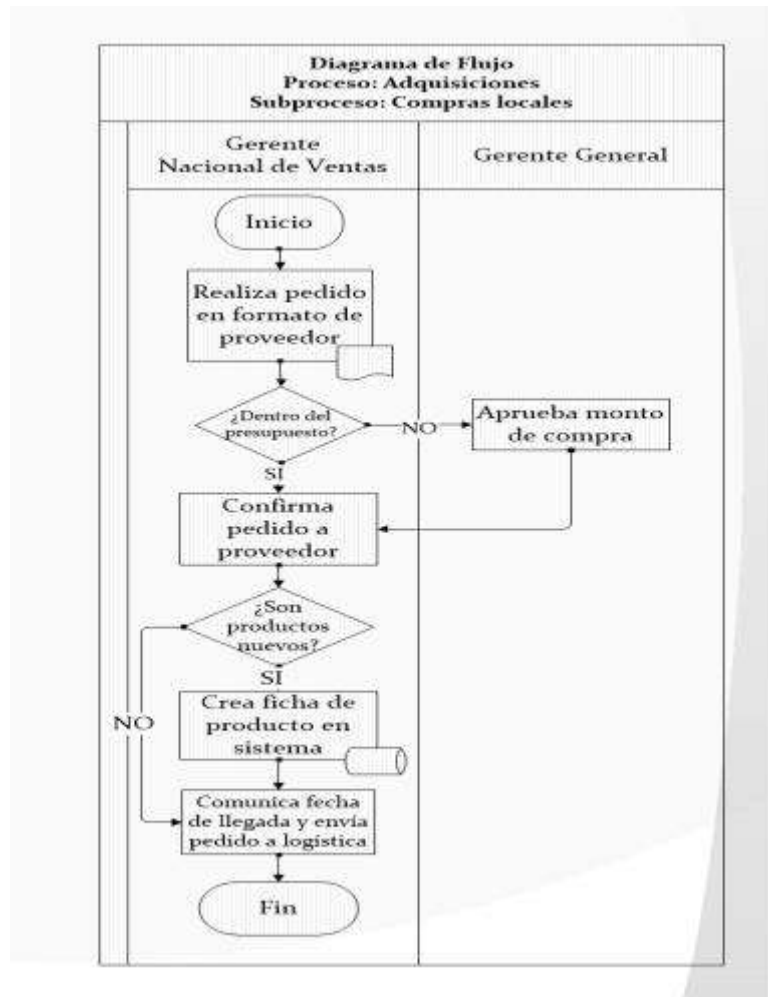 Diagrama de Flujo
Proceso: Adquisiciones
Subproceso: Compras locales
Gerente
Nacional de Ventas
Gerente General
Inicio
Realiza pedido
en formato de
proveedor
¿Dentro del
presupuesto?
NO
Aprueba monto
de compra
SI
Confirma
pedido a
proveedor
¿Son
productos
nuevos?
SI
NO
Crea ficha de
producto en
sistema
Comunica fecha
de llegada y envía
pedido a logística
Fin